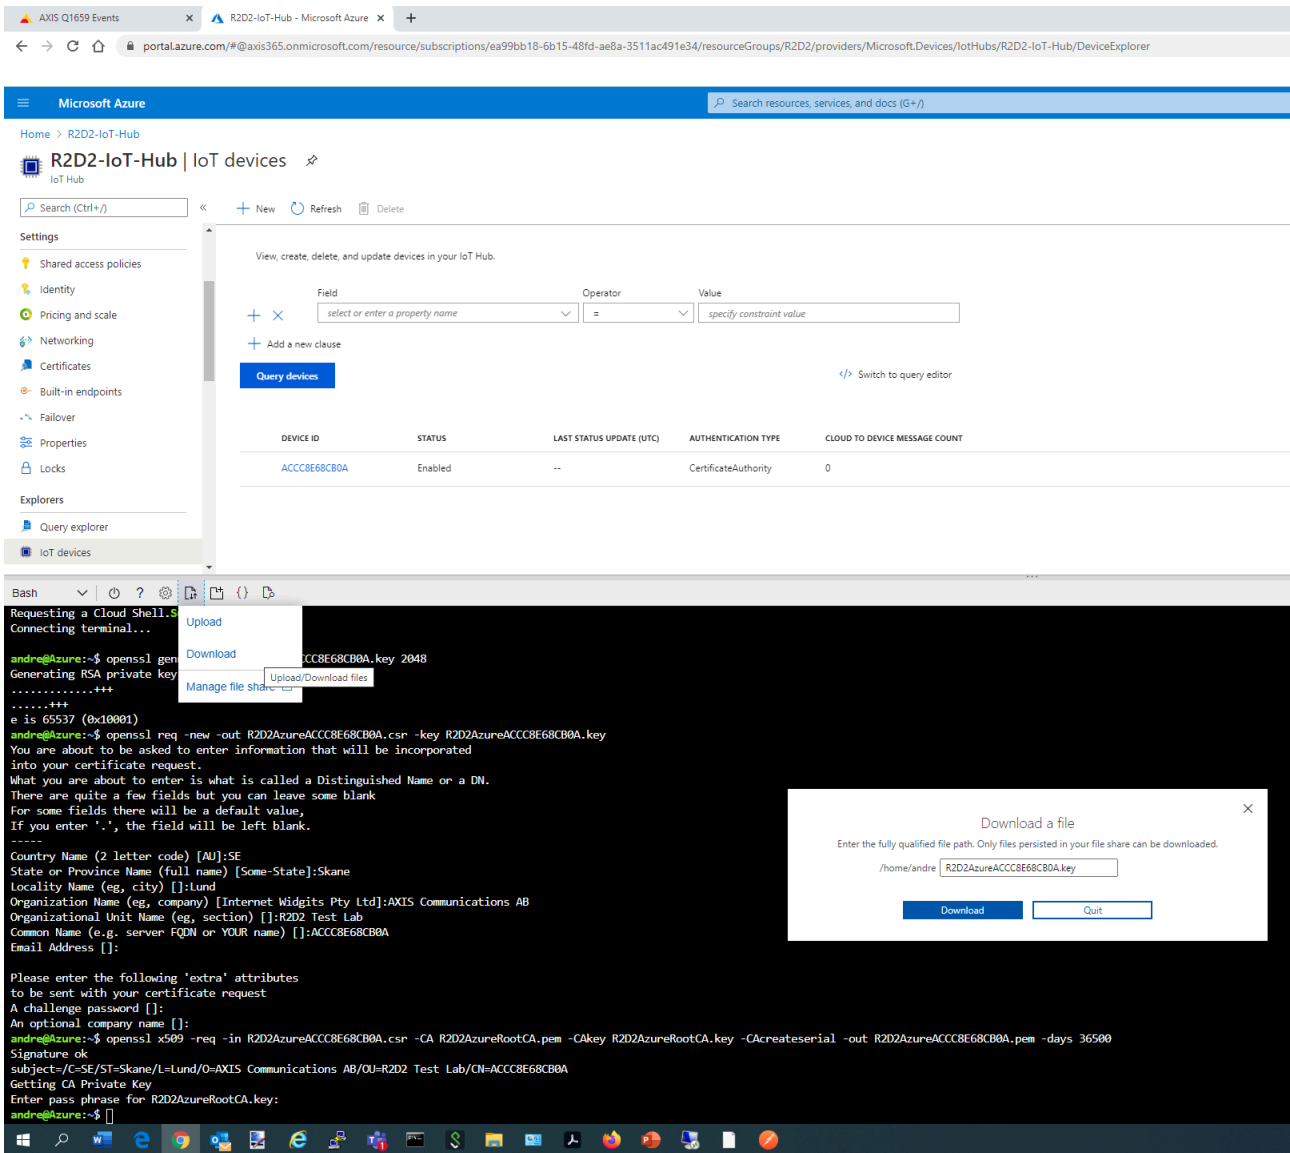 AXIS Q1659 Events
R2D2-IoT-Hub - Microsoft Azure
portal.azure.com/#@axis365.onmicrosoft.com/resource/subscriptions/ea99bb18-6b15-48fd-ae8a-3511ac491e34/resourceGroups/R2D2/providers/Microsoft.Devices/IotHubs/R2D2-IoT-Hub/DeviceExplorer
Microsoft Azure
Search resources, services, and docs (G+/)
Home > R2D2-IoT-Hub
R2D2-IoT-Hub | IoT devices
IoT Hub
Search (Ctrl+/)
«
New
Refresh
Delete
Settings
Shared access policies
Identity
Pricing and scale
Networking
Certificates
Built-in endpoints
Failover
Properties
Locks
Explorers
Query explorer
IoT devices
View, create, delete, and update devices in your IoT Hub.
Field Operator Value
select or enter a property name = specify constraint value
Add a new clause
Query devices
</> Switch to query editor
DEVICE ID STATUS LAST STATUS UPDATE (UTC) AUTHENTICATION TYPE CLOUD TO DEVICE MESSAGE COUNT
ACCC8E68CB0A Enabled -- CertificateAuthority 0
Bash
?
{}
Upload
Download
Manage file share
Upload/Download files
Requesting a Cloud Shell.S
Connecting terminal...
andre@Azure:~$ openssl gen CCC8E68CB0A.key 2048
Generating RSA private key
.............+++
......+++
e is 65537 (0x10001)
andre@Azure:~$ openssl req -new -out R2D2AzureACCC8E68CB0A.csr -key R2D2AzureACCC8E68CB0A.key
You are about to be asked to enter information that will be incorporated
into your certificate request.
What you are about to enter is what is called a Distinguished Name or a DN.
There are quite a few fields but you can leave some blank
For some fields there will be a default value,
If you enter '.', the field will be left blank.
-----
Country Name (2 letter code) [AU]:SE
State or Province Name (full name) [Some-State]:Skane
Locality Name (eg, city) []:Lund
Organization Name (eg, company) [Internet Widgits Pty Ltd]:AXIS Communications AB
Organizational Unit Name (eg, section) []:R2D2 Test Lab
Common Name (e.g. server FQDN or YOUR name) []:ACCC8E68CB0A
Email Address []:
Please enter the following 'extra' attributes
to be sent with your certificate request
A challenge password []:
An optional company name []:
andre@Azure:~$ openssl x509 -req -in R2D2AzureACCC8E68CB0A.csr -CA R2D2AzureRootCA.pem -CAkey R2D2AzureRootCA.key -CAcreateserial -out R2D2AzureACCC8E68CB0A.pem -days 36500
Signature ok
subject=/C=SE/ST=Skane/L=Lund/O=AXIS Communications AB/OU=R2D2 Test Lab/CN=ACCC8E68CB0A
Getting CA Private Key
Enter pass phrase for R2D2AzureRootCA.key:
andre@Azure:~$
Download a file
Enter the fully qualified file path. Only files persisted in your file share can be downloaded.
/home/andre R2D2AzureACCC8E68CB0A.key
Download Quit